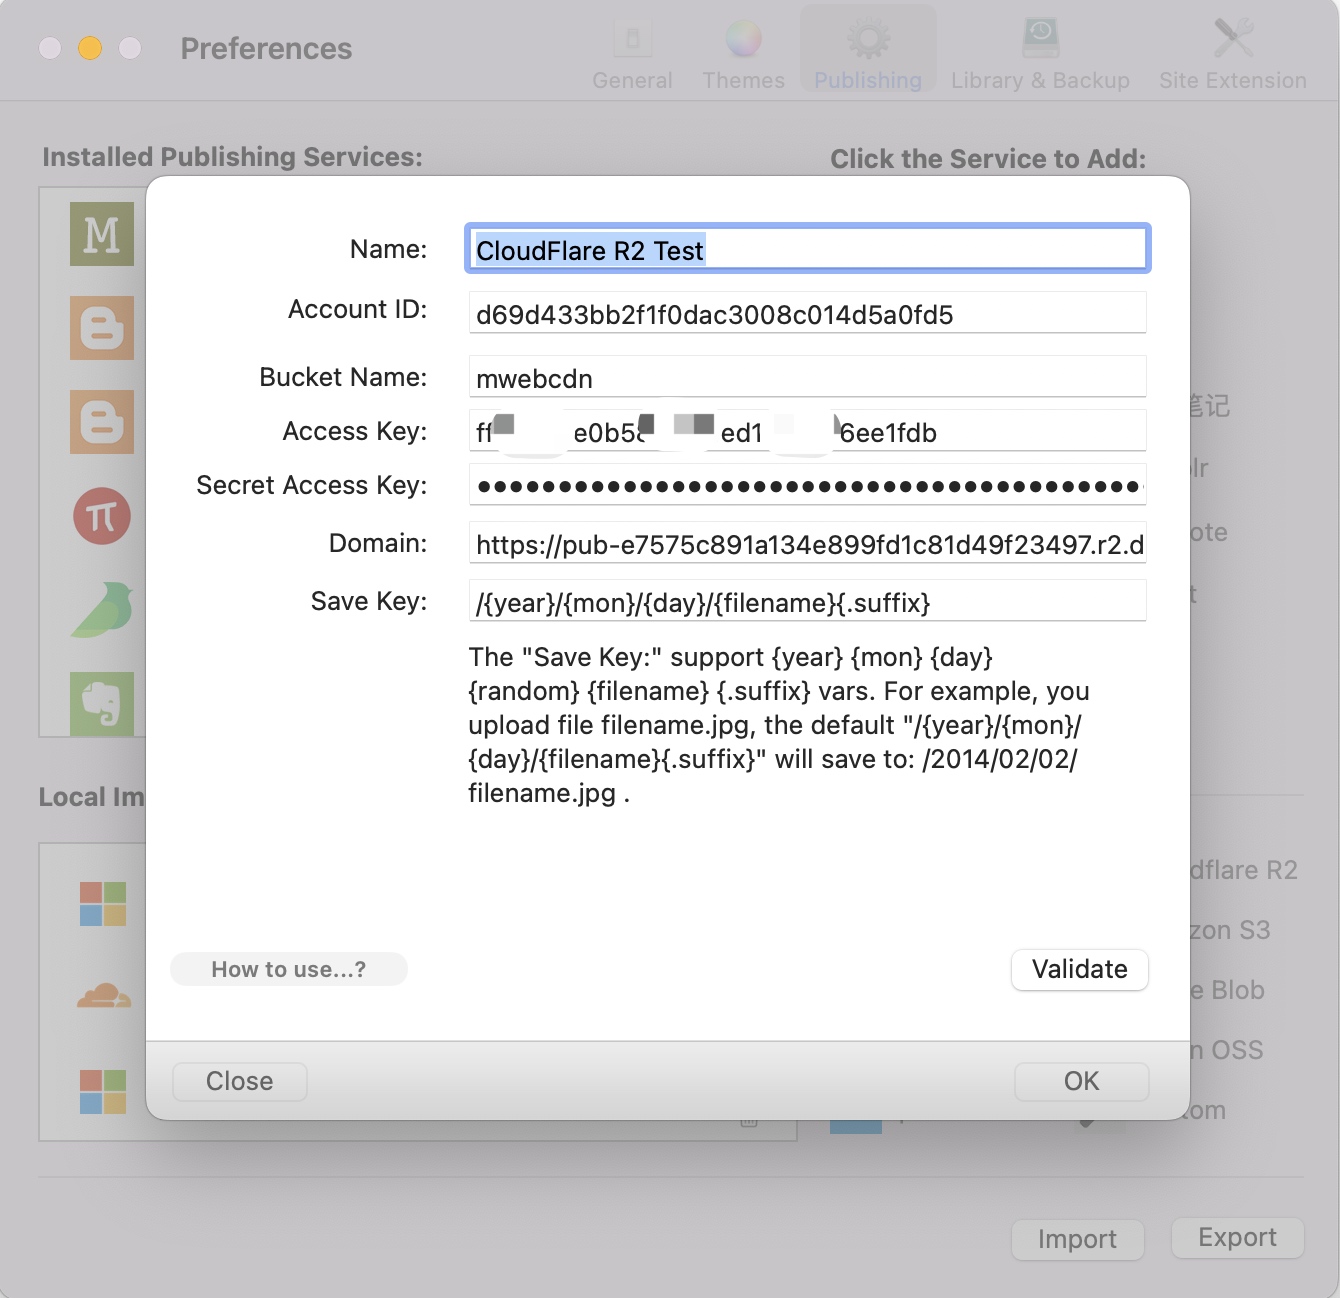 Preferences
General
Themes
Publishing
Library & Backup
Site Extension
Installed Publishing Services:
Click the Service to Add:
Name: CloudFlare R2 Test
Account ID: d69d433bb2f1f0dac3008c014d5a0fd5
Bucket Name: mwebcdn
Access Key: ff e0b58 ed1 6ee1fdb
Secret Access Key: ●●●●●●●●●●●●●●●●●●●●●●●●●●●●●●●●●●●●●●●●●
Domain: https://pub-e7575c891a134e899fd1c81d49f23497.r2.d
Save Key: /{year}/{mon}/{day}/{filename}{.suffix}
The "Save Key:" support {year} {mon} {day}
{random} {filename} {.suffix} vars. For example, you
upload file filename.jpg, the default "/{year}/{mon}/
{day}/{filename}{.suffix}" will save to: /2014/02/02/
filename.jpg .
笔记
lr
ote
t
Local Im
dflare R2
zon S3
e Blob
n OSS
tom
How to use...?
Validate
Close
OK
Import
Export